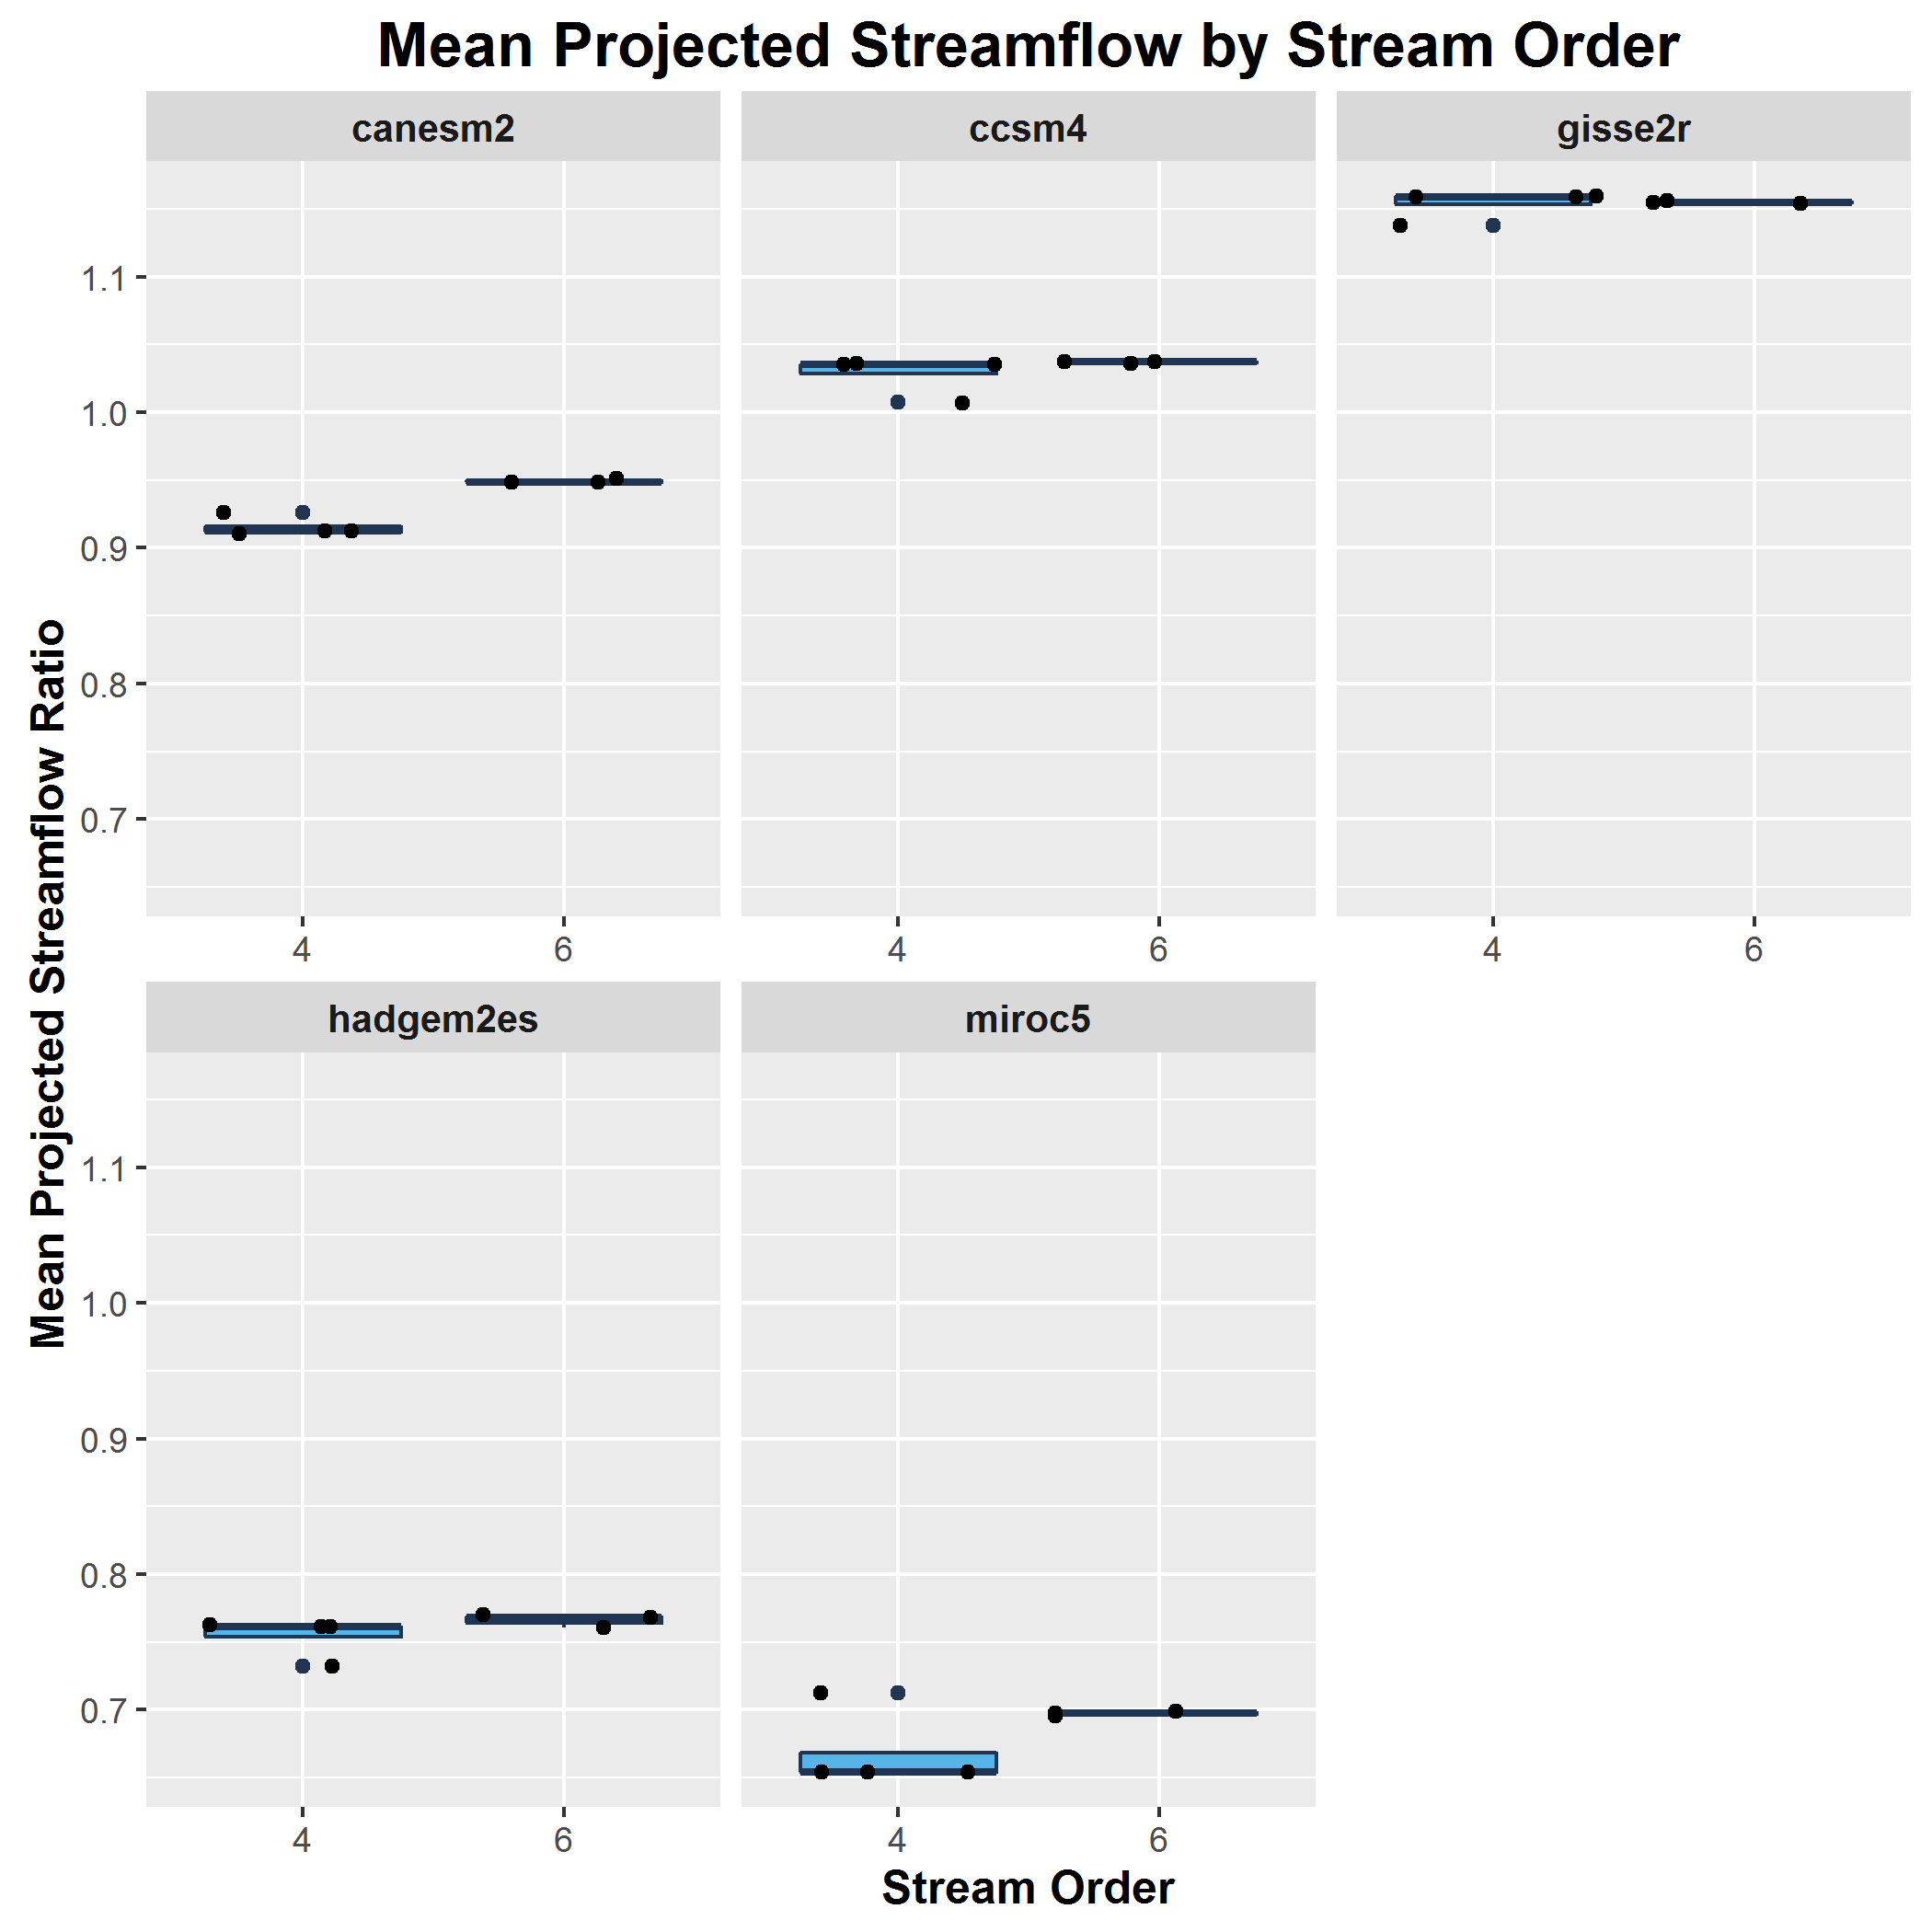 Mean Projected Streamflow by Stream Order
canesm2
ccsm4
gisse2r
Mean Projected Streamflow Ratio
1.1
1.0
0.9
0.8
0.7
4 6
4 6
4 6
hadgem2es
miroc5
1.1
1.0
0.9
0.8
0.7
4 6
4 6
Stream Order